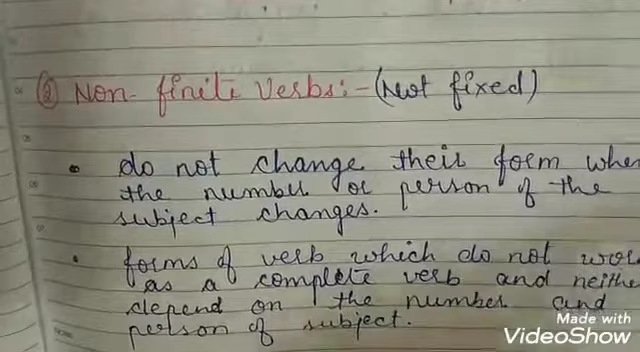 ② Non-finite Verbs:-(Not fixed)
• do not change their form when
the number or person of the
subject changes.
• forms of verb which do not work
as a complete verb and neithe
depend on the number and
person of subject.
Made with
VideoShow